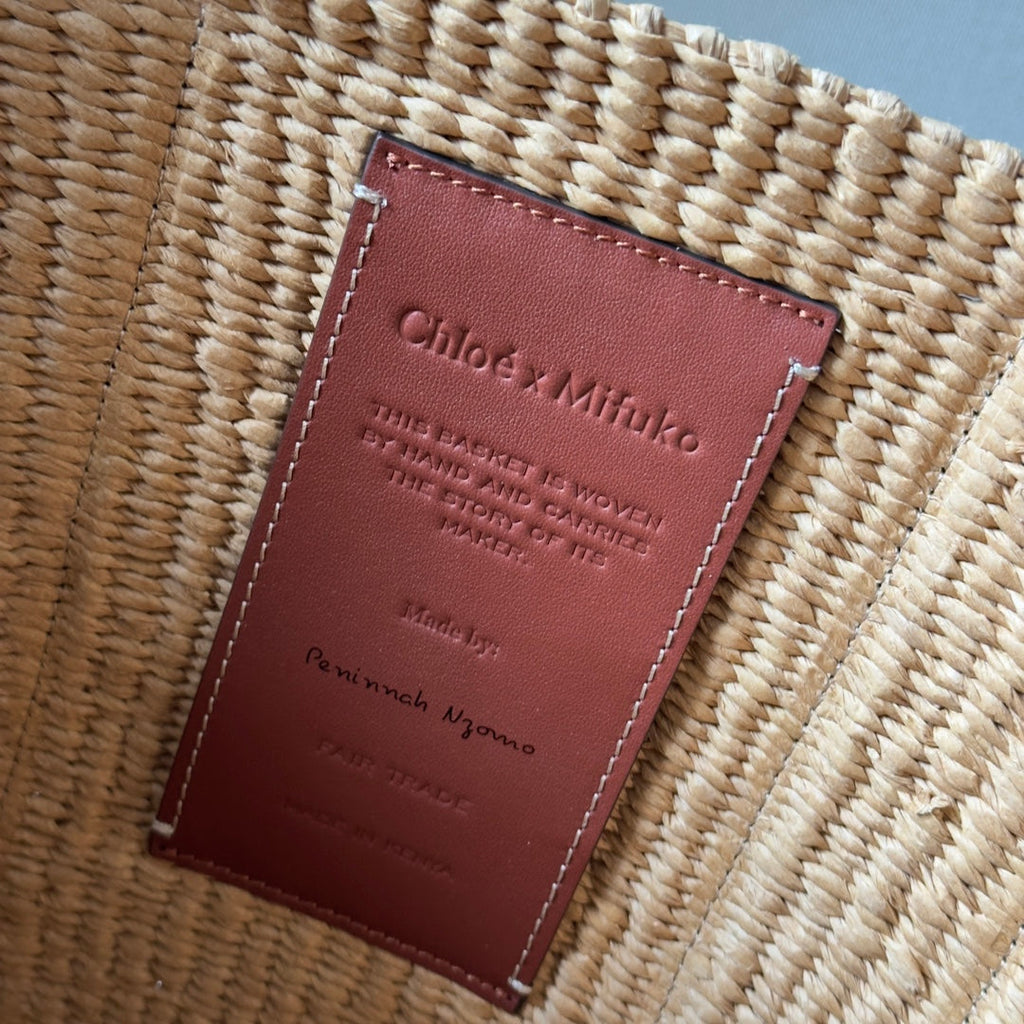 Chloé x Mifuko
THIS BASKET IS WOVEN
BY HAND AND CARRIES
THE STORY OF ITS
MAKER.
Made by:
Peninnah Nzomo
FAIR TRADE
MADE IN KENYA